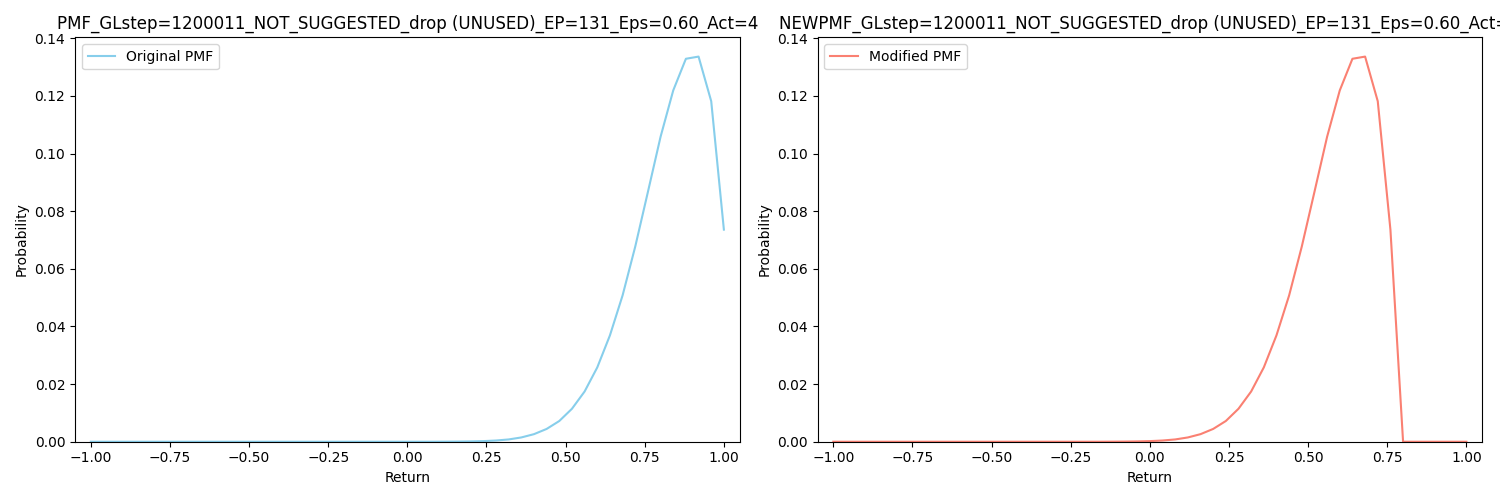 PMF_GLstep=1200011_NOT_SUGGESTED_drop (UNUSED)_EP=131_Eps=0.60_Act=4
Original PMF
0.14
0.12
0.10
0.08
0.06
0.04
0.02
0.00
Probability
−1.00 −0.75 −0.50 −0.25 0.00 0.25 0.50 0.75 1.00
Return
NEWPMF_GLstep=1200011_NOT_SUGGESTED_drop (UNUSED)_EP=131_Eps=0.60_Act=
Modified PMF
0.14
0.12
0.10
0.08
0.06
0.04
0.02
0.00
Probability
−1.00 −0.75 −0.50 −0.25 0.00 0.25 0.50 0.75 1.00
Return